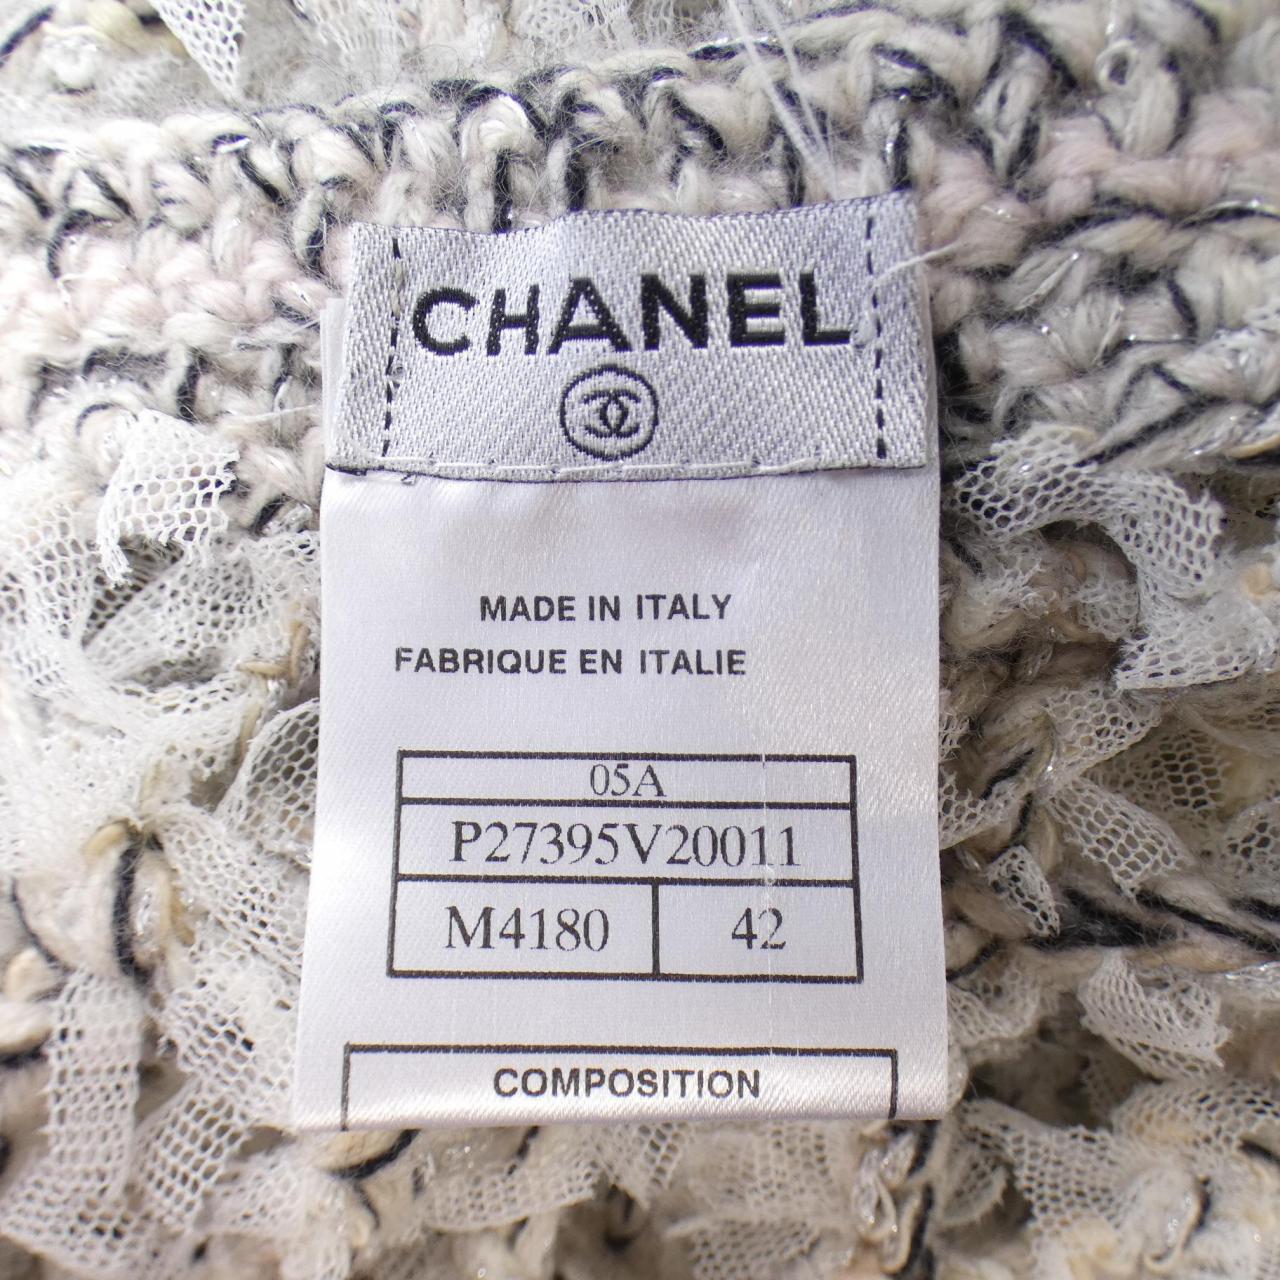 CHANEL
MADE IN ITALY
FABRIQUE EN ITALIE
05A
P27395V20011
M4180 42
COMPOSITION